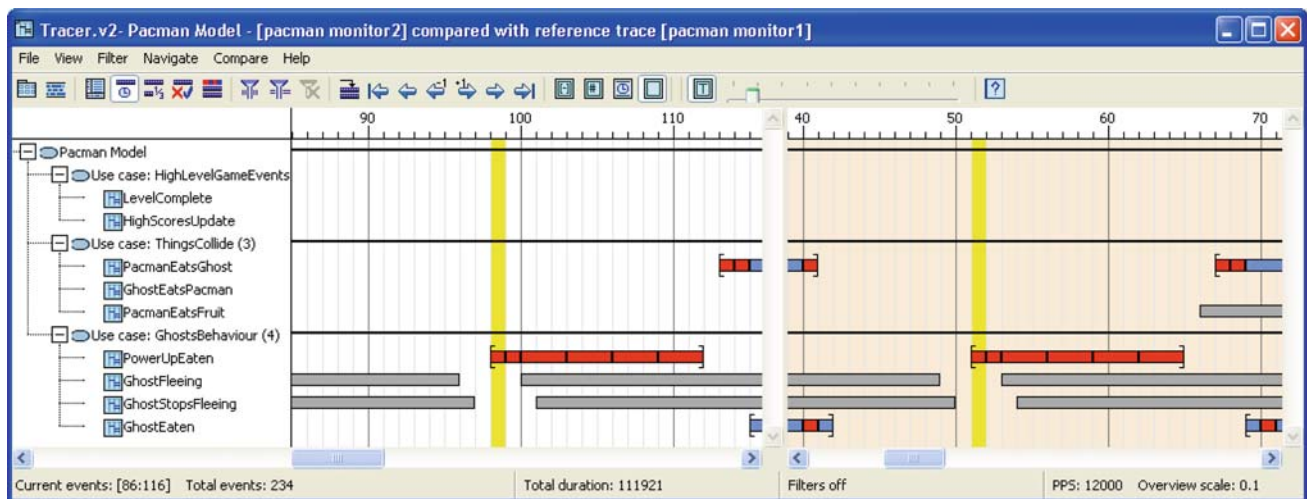 Tracer.v2- Pacman Model - [pacman monitor2] compared with reference trace [pacman monitor1]
File View Filter Navigate Compare Help
90 100 110 40 50 60 70
Pacman Model
Use case: HighLevelGameEvents
LevelComplete
HighScoresUpdate
Use case: ThingsCollide (3)
PacmanEatsGhost
GhostEatsPacman
PacmanEatsFruit
Use case: GhostsBehaviour (4)
PowerUpEaten
GhostFleeing
GhostStopsFleeing
GhostEaten
Current events: [86:116] Total events: 234 Total duration: 111921 Filters off PPS: 12000 Overview scale: 0.1